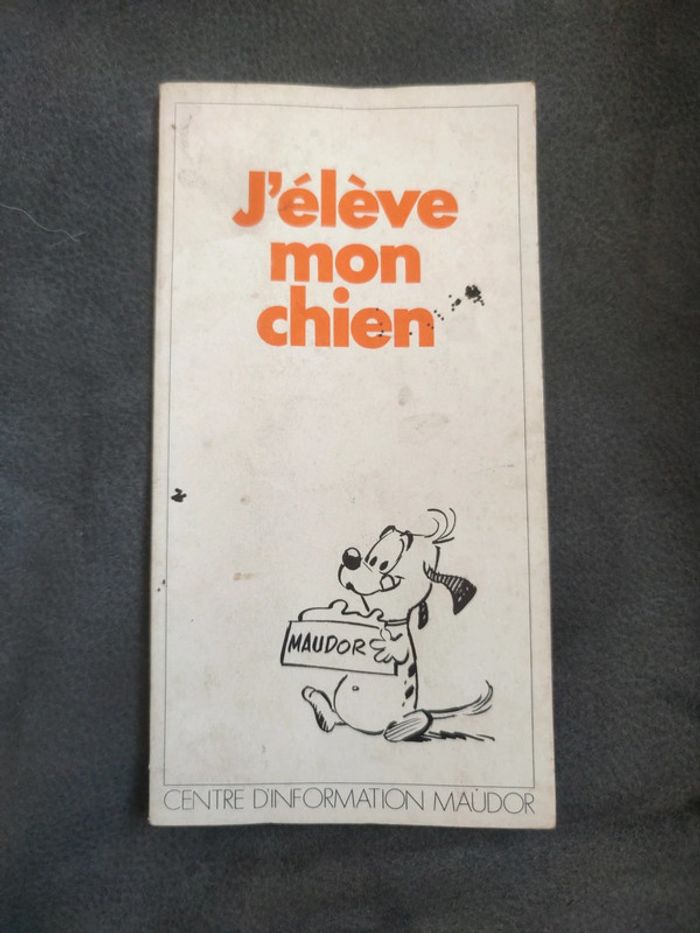 J'élève
mon
chien
MAUDOR
CENTRE D'INFORMATION MAUDOR